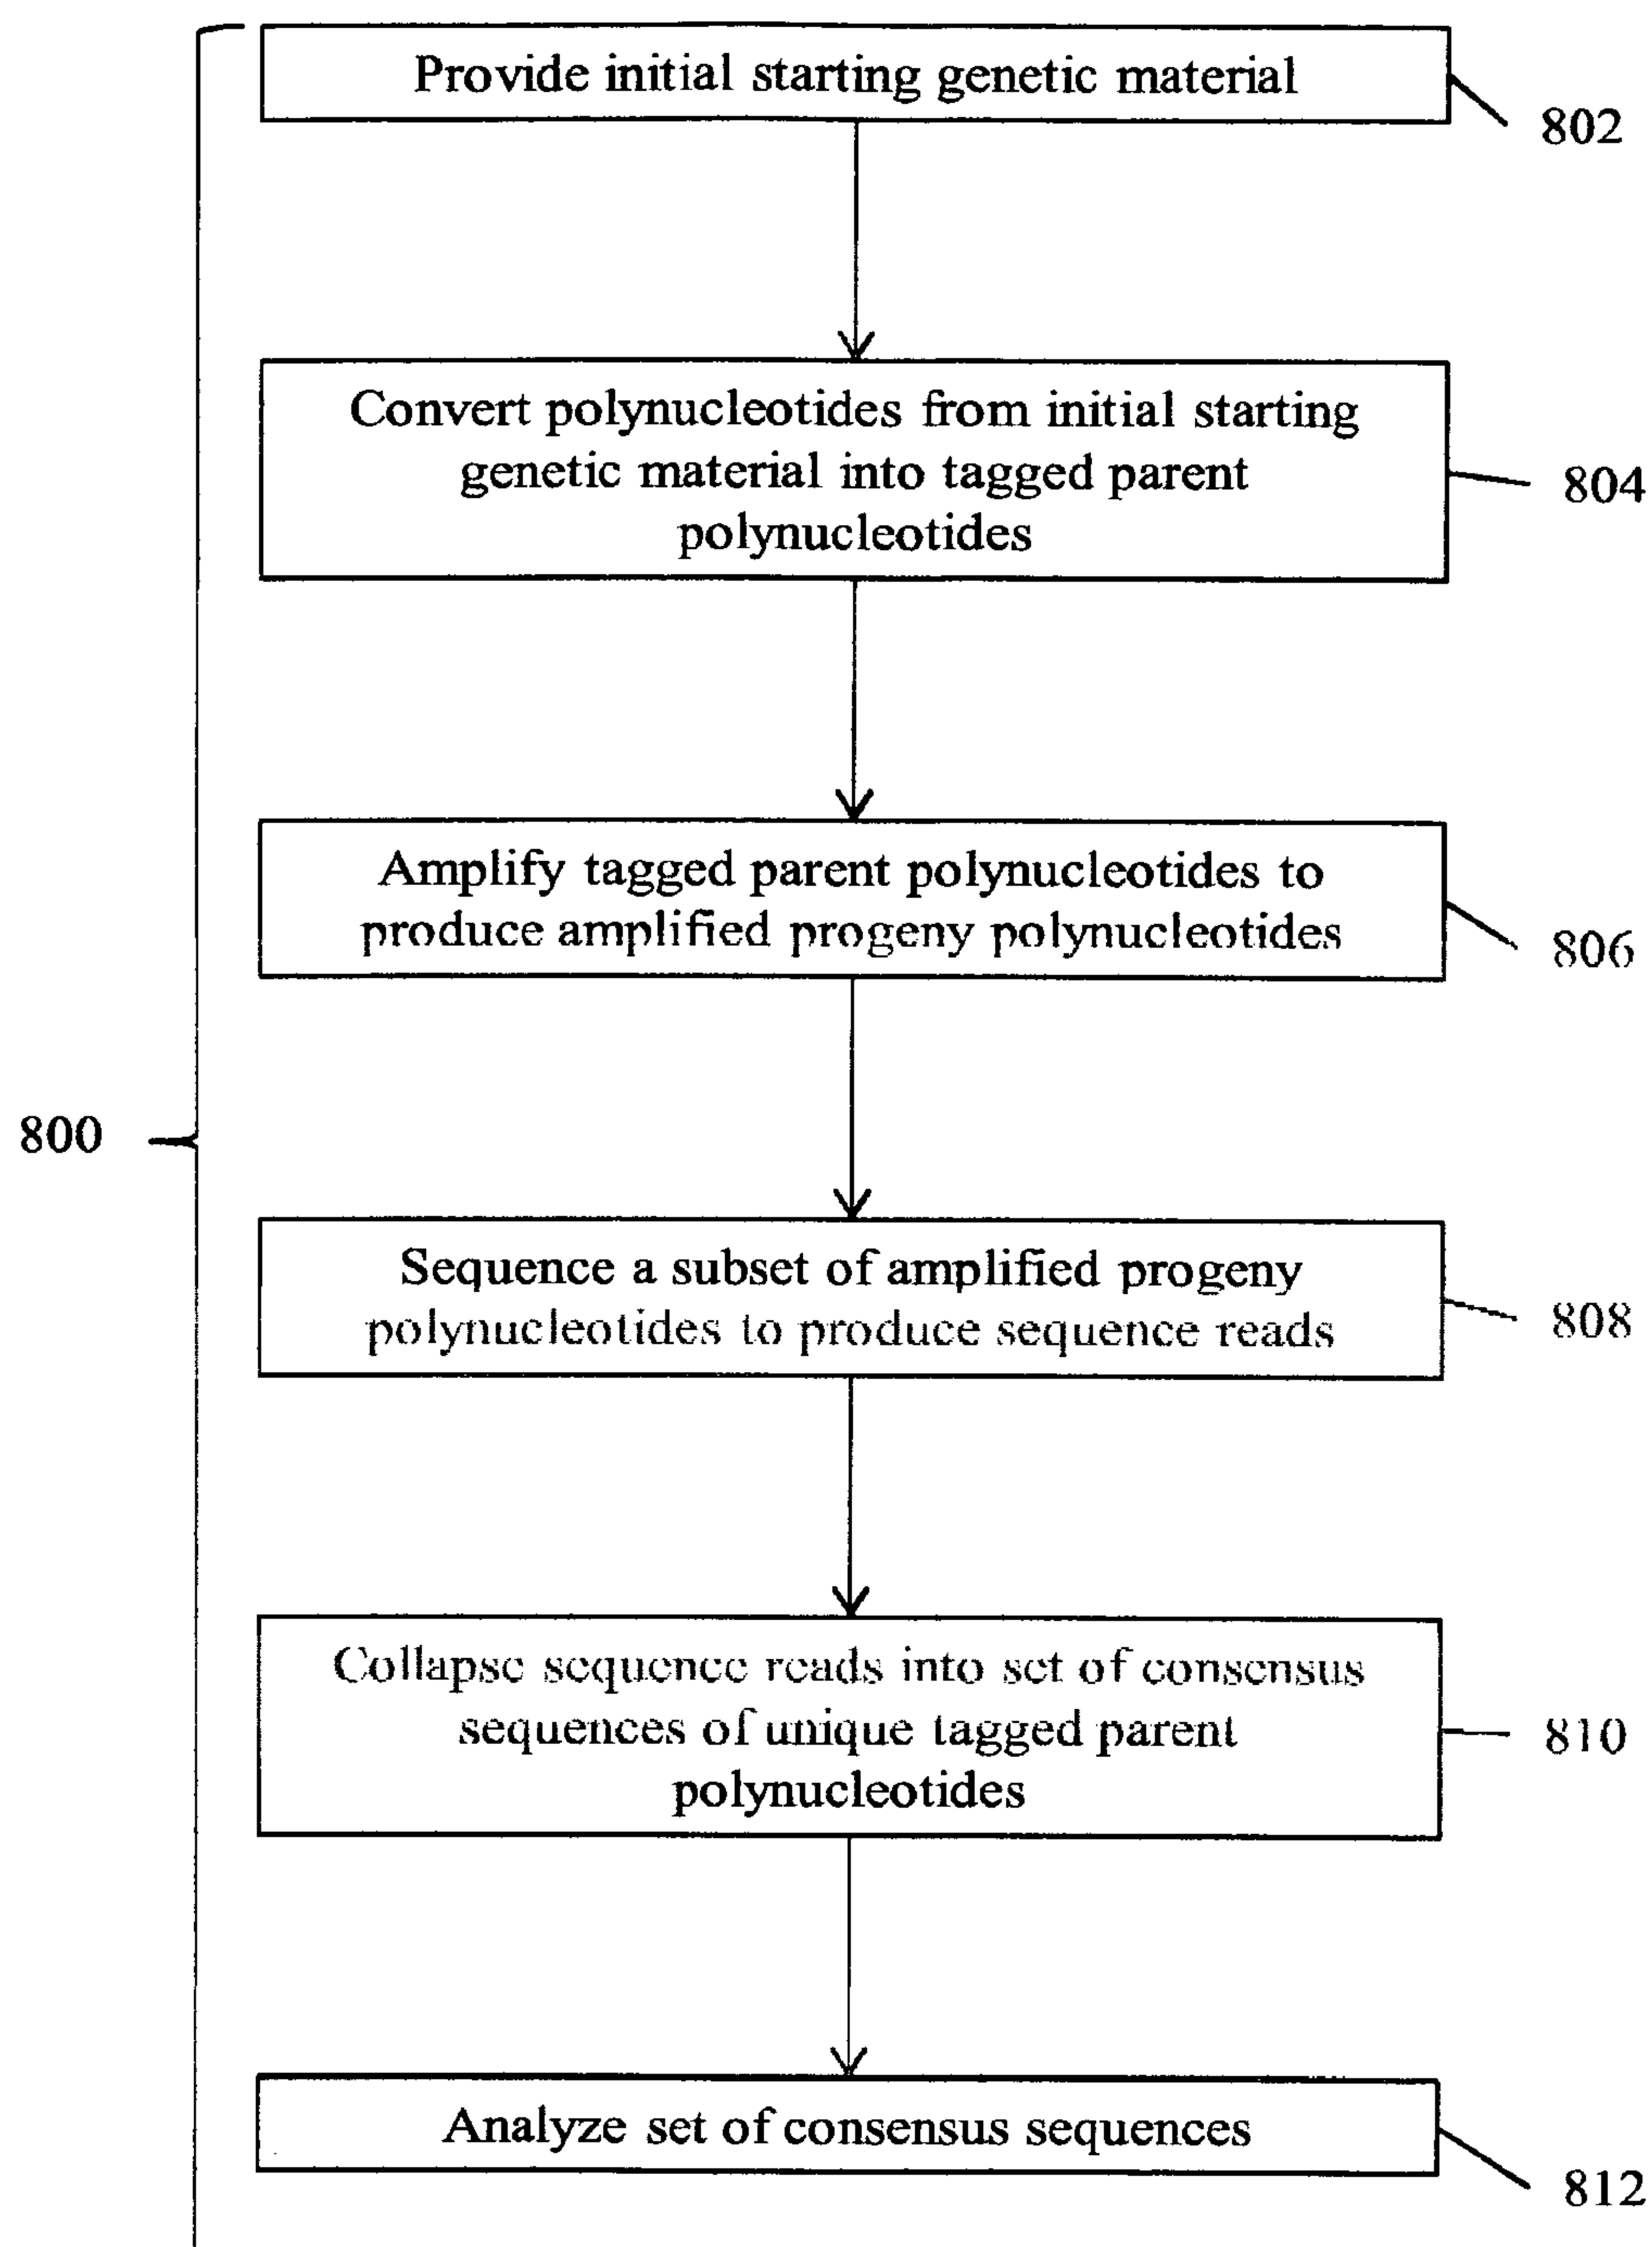 Provide initial starting genetic material
802
Convert polynucleotides from initial starting
genetic material into tagged parent
polynucleotides
804
Amplify tagged parent polynucleotides to
produce amplified progeny polynucleotides
806
800
Sequence a subset of amplified progeny
polynucleotides to produce sequence reads
808
Collapse sequence reads into set of consensus
sequences of unique tagged parent
polynucleotides
810
Analyze set of consensus sequences
812